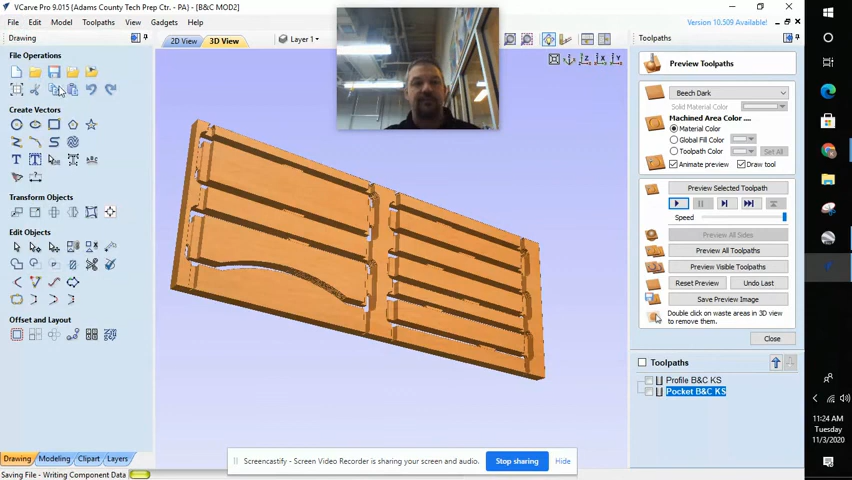 VCarve Pro 9.015 (Adams County Tech Prep Ctr. - PA) - [B&C MOD2]
File Edit Model Toolpaths View Gadgets Help
Version 10.509 Available!
Drawing
2D View 3D View Layer 1
Toolpaths
File Operations
Create Vectors
Transform Objects
Edit Objects
Offset and Layout
Preview Toolpaths
Beech Dark
Solid Material Color
Machined Area Color ....
Material Color
Global Fill Color
Toolpath Color Set All
Animate preview Draw tool
Preview Selected Toolpath
Speed
Preview All Sides
Preview All Toolpaths
Preview Visible Toolpaths
Reset Preview Undo Last
Save Preview Image
Double click on waste areas in 3D view
to remove them.
Close
Toolpaths
Profile B&C KS
Pocket B&C KS
Drawing Modeling Clipart Layers
Saving File - Writing Component Data
Screencastify - Screen Video Recorder is sharing your screen and audio. Stop sharing Hide
11:24 AM
Tuesday
11/3/2020